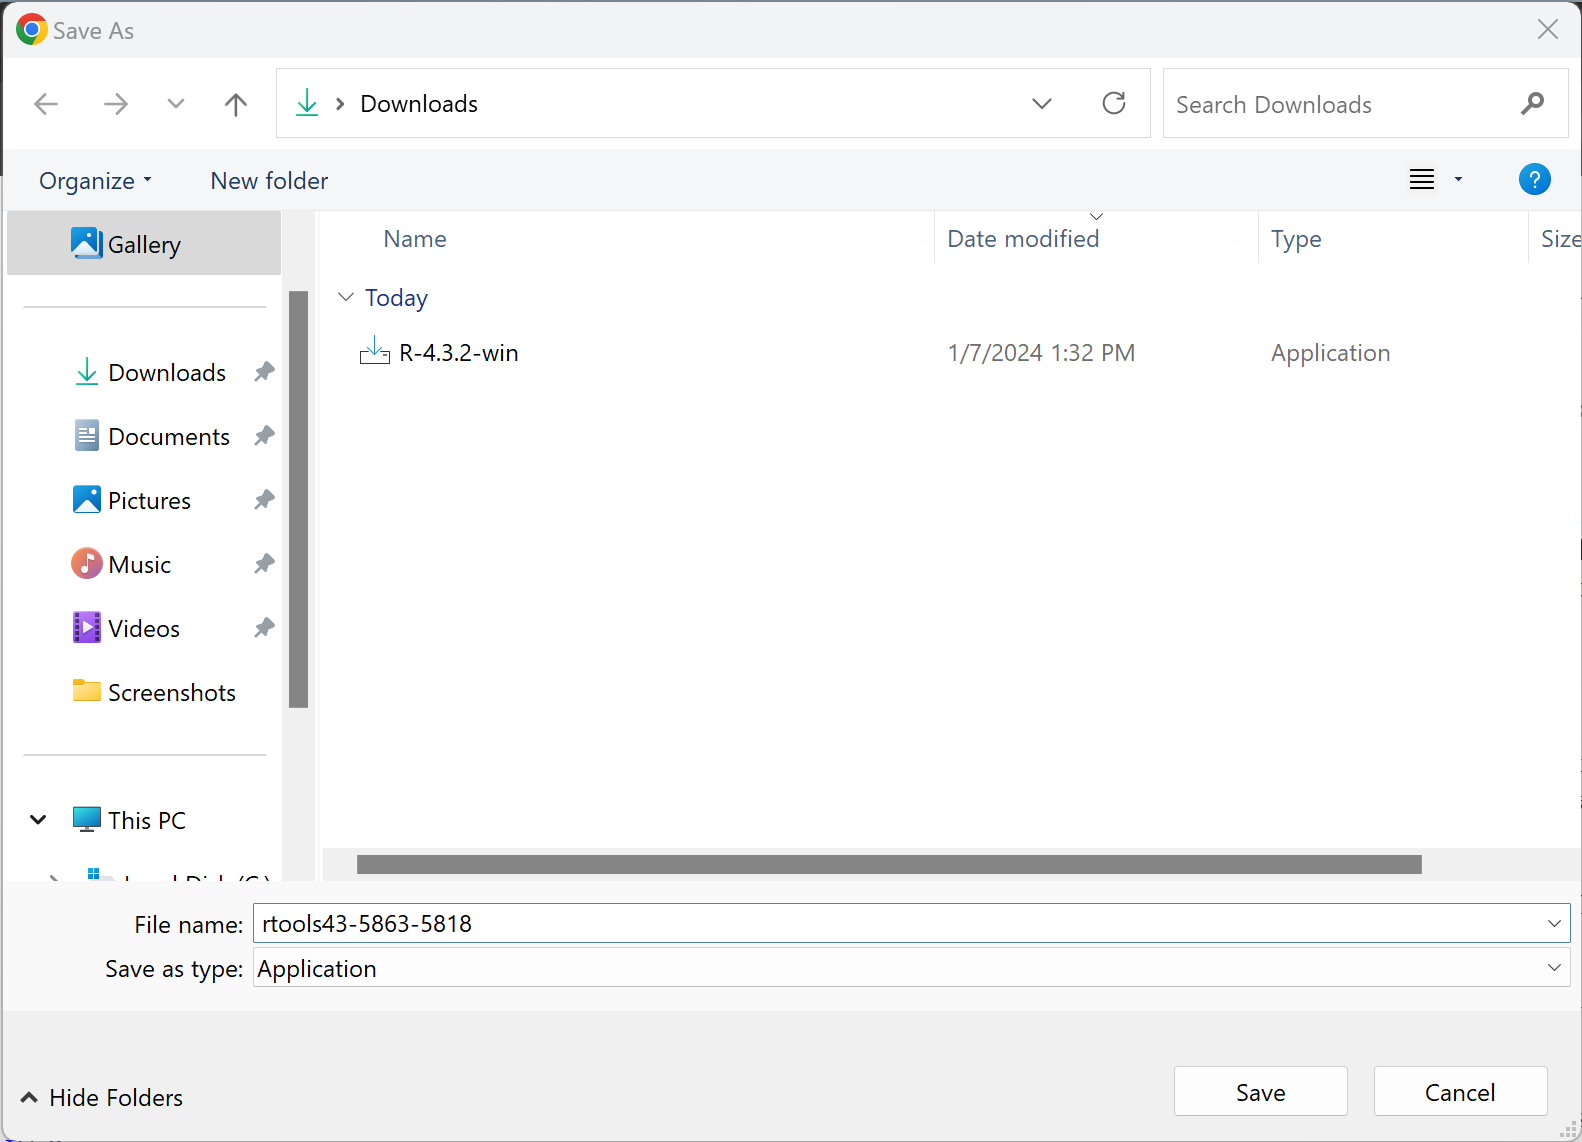 Save As
Downloads
Search Downloads
Organize
New folder
?
Gallery
Name
Date modified
Type
Size
Today
R-4.3.2-win
1/7/2024 1:32 PM
Application
Downloads
Documents
Pictures
Music
Videos
Screenshots
This PC
File name:
rtools43-5863-5818
Save as type:
Application
Hide Folders
Save
Cancel